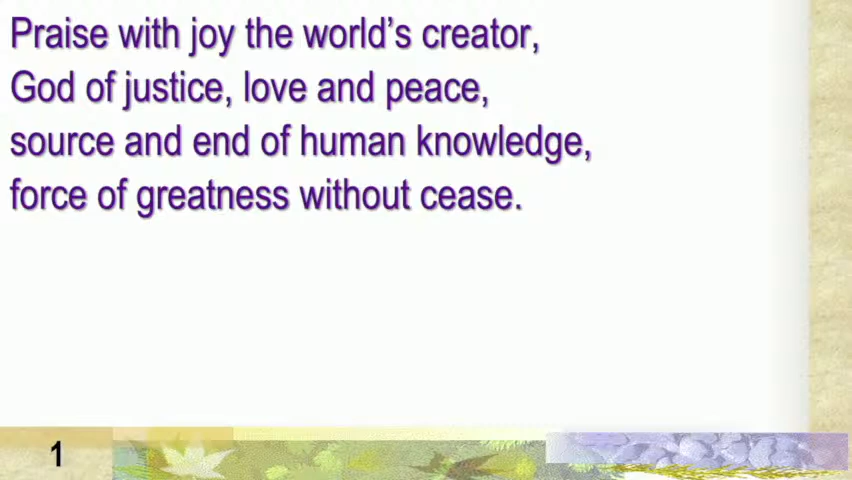 Praise with joy the world’s creator,
God of justice, love and peace,
source and end of human knowledge,
force of greatness without cease.
1